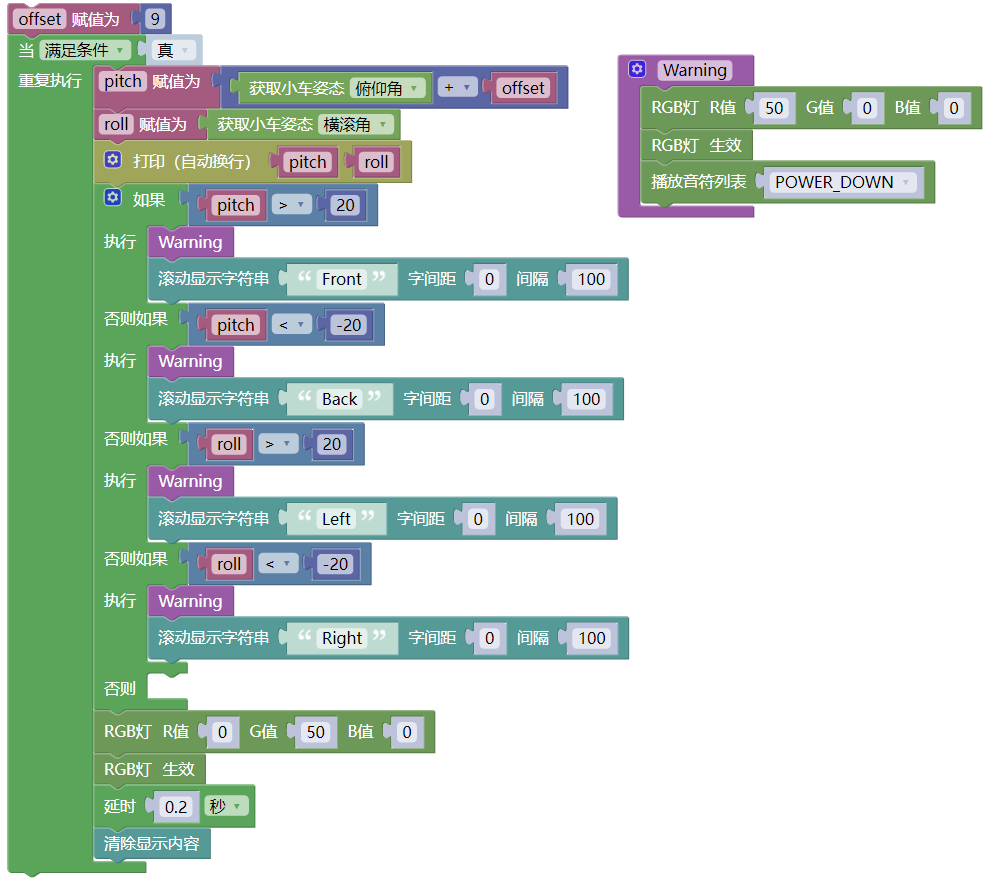 offset 赋值为 9
当 满足条件 真
重复执行 pitch 赋值为 获取小车姿态 俯仰角 + offset
roll 赋值为 获取小车姿态 横滚角
打印（自动换行） pitch roll
如果 pitch > 20
执行 Warning
滚动显示字符串 “ Front ” 字间距 0 间隔 100
否则如果 pitch < -20
执行 Warning
滚动显示字符串 “ Back ” 字间距 0 间隔 100
否则如果 roll > 20
执行 Warning
滚动显示字符串 “ Left ” 字间距 0 间隔 100
否则如果 roll < -20
执行 Warning
滚动显示字符串 “ Right ” 字间距 0 间隔 100
否则
RGB灯 R值 0 G值 50 B值 0
RGB灯 生效
延时 0.2 秒
清除显示内容
Warning
RGB灯 R值 50 G值 0 B值 0
RGB灯 生效
播放音符列表 POWER_DOWN